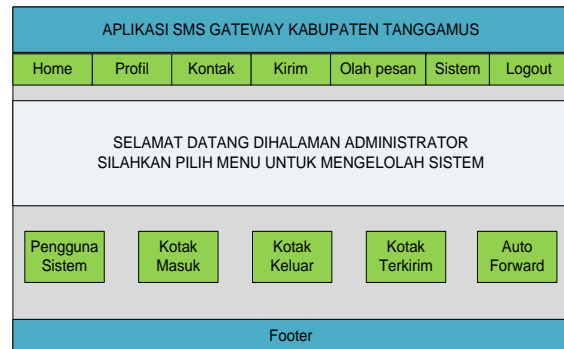 APLIKASI SMS GATEWAY KABUPATEN TANGGAMUS
Home Profil Kontak Kirim Olah pesan Sistem Logout
SELAMAT DATANG DIHALAMAN ADMINISTRATOR
SILAHKAN PILIH MENU UNTUK MENGELOLAH SISTEM
Pengguna
Sistem
Kotak
Masuk
Kotak
Keluar
Kotak
Terkirim
Auto
Forward
Footer